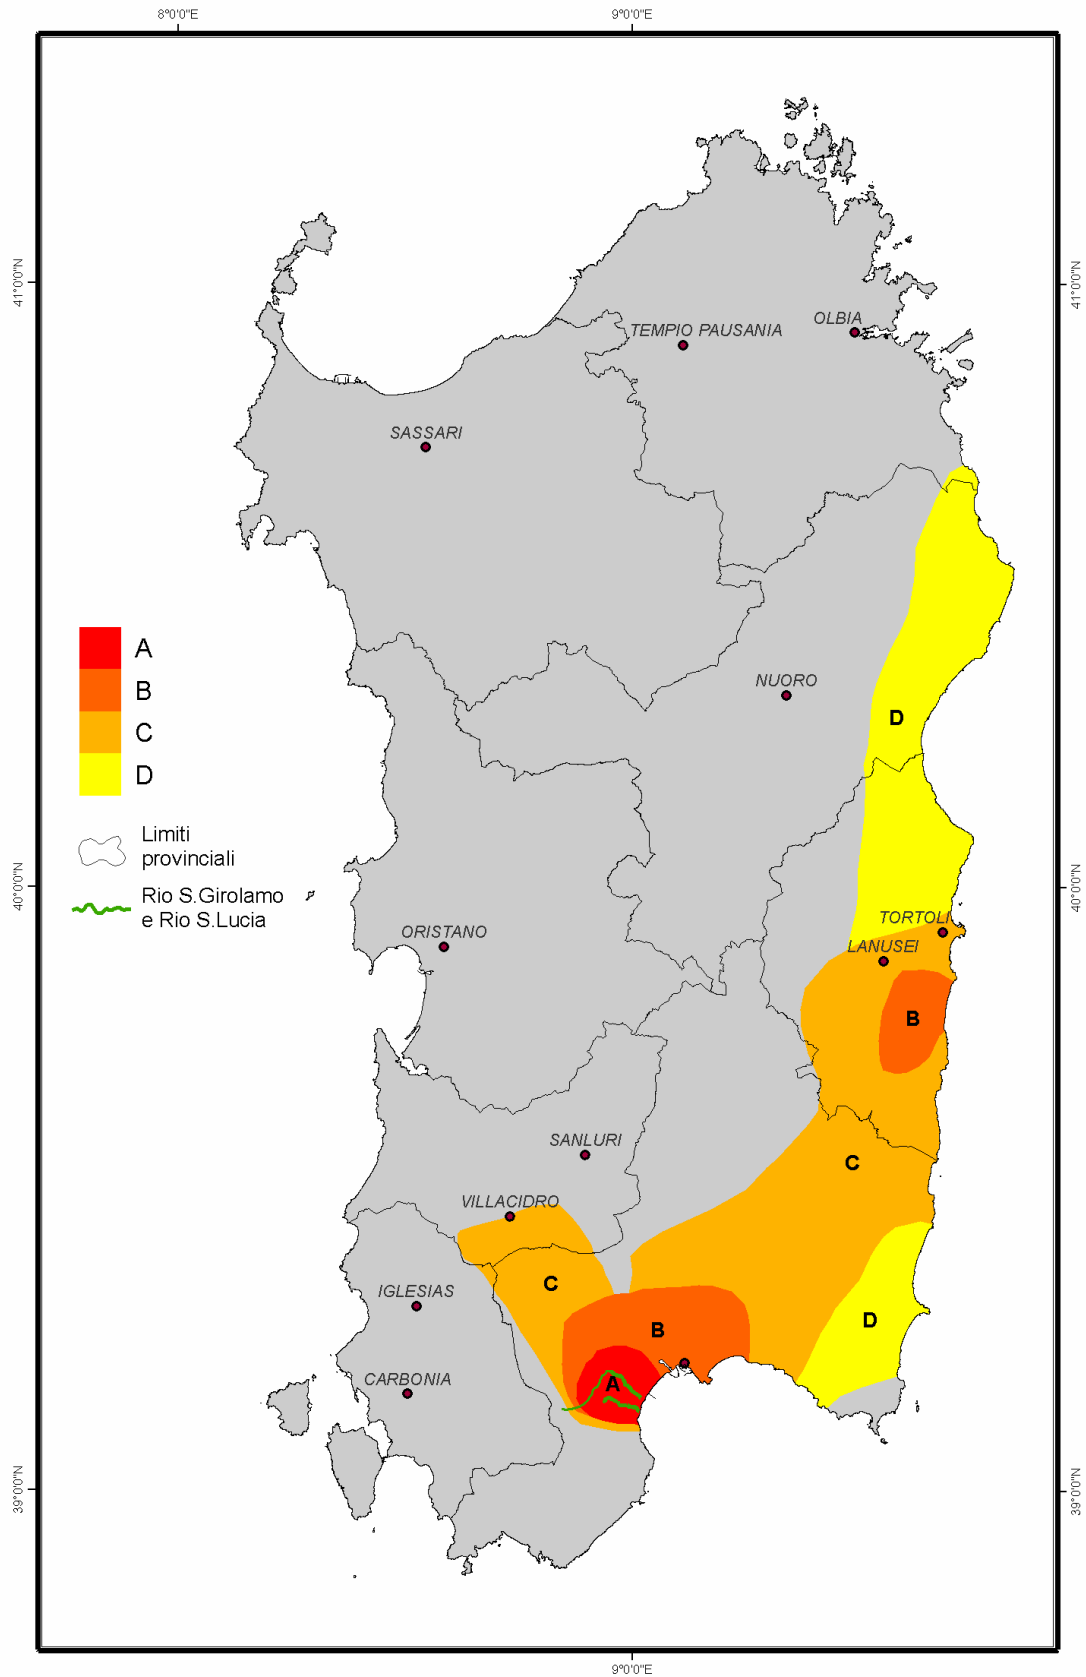 8°0'0"E
9°0'0"E
41°0'0"N
41°0'0"N
OLBIA
TEMPIO PAUSANIA
SASSARI
A
B
C
D
NUORO
D
Limiti
provinciali
Rio S.Girolamo
e Rio S.Lucia
40°0'0"N
40°0'0"N
TORTOLI
ORISTANO
LANUSEI
B
SANLURI
C
VILLACIDRO
IGLESIAS
C
D
B
CARBONIA
A
39°0'0"N
39°0'0"N
9°0'0"E